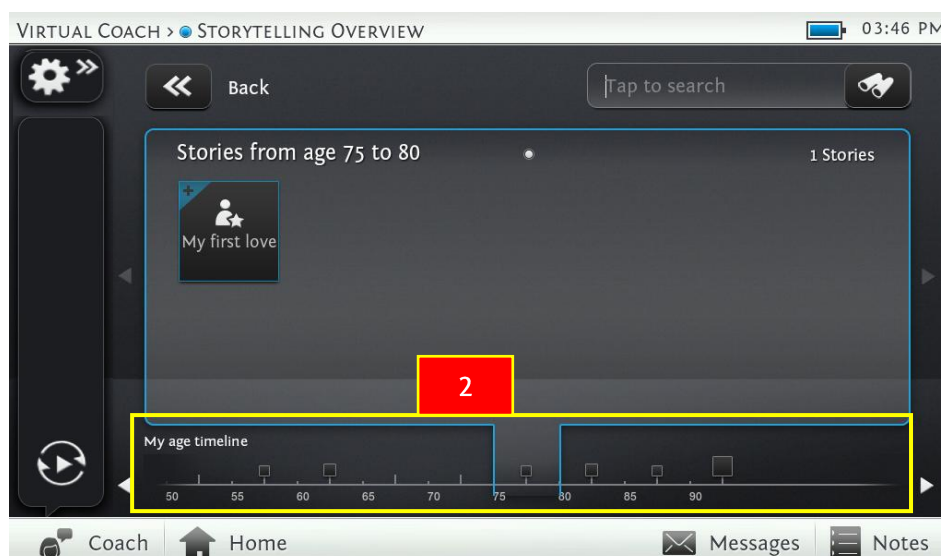 VIRTUAL COACH > STORYTELLING OVERVIEW
03:46 PM
Back
Tap to search
Stories from age 75 to 80
1 Stories
My first love
2
My age timeline
50 55 60 65 70 75 80 85 90
Coach Home Messages Notes